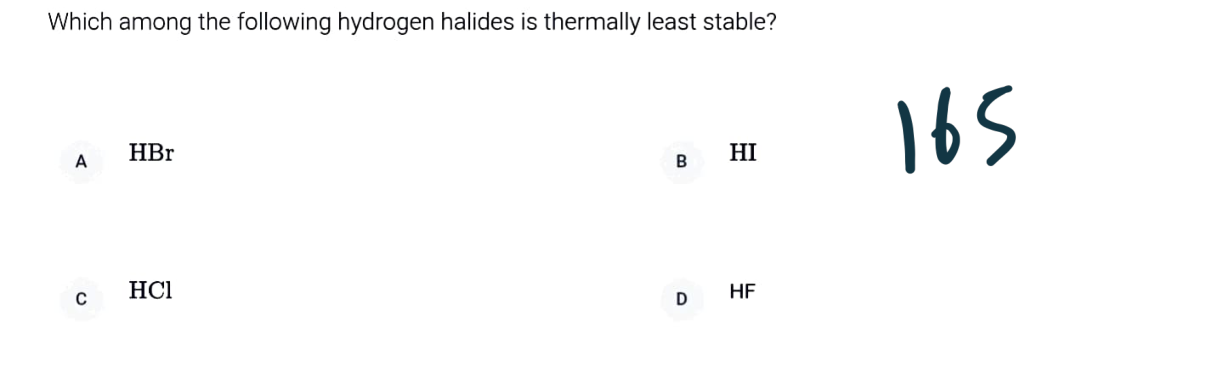 Which among the following hydrogen halides is thermally least stable?
165
A HBr
B HI
C HCl
D HF